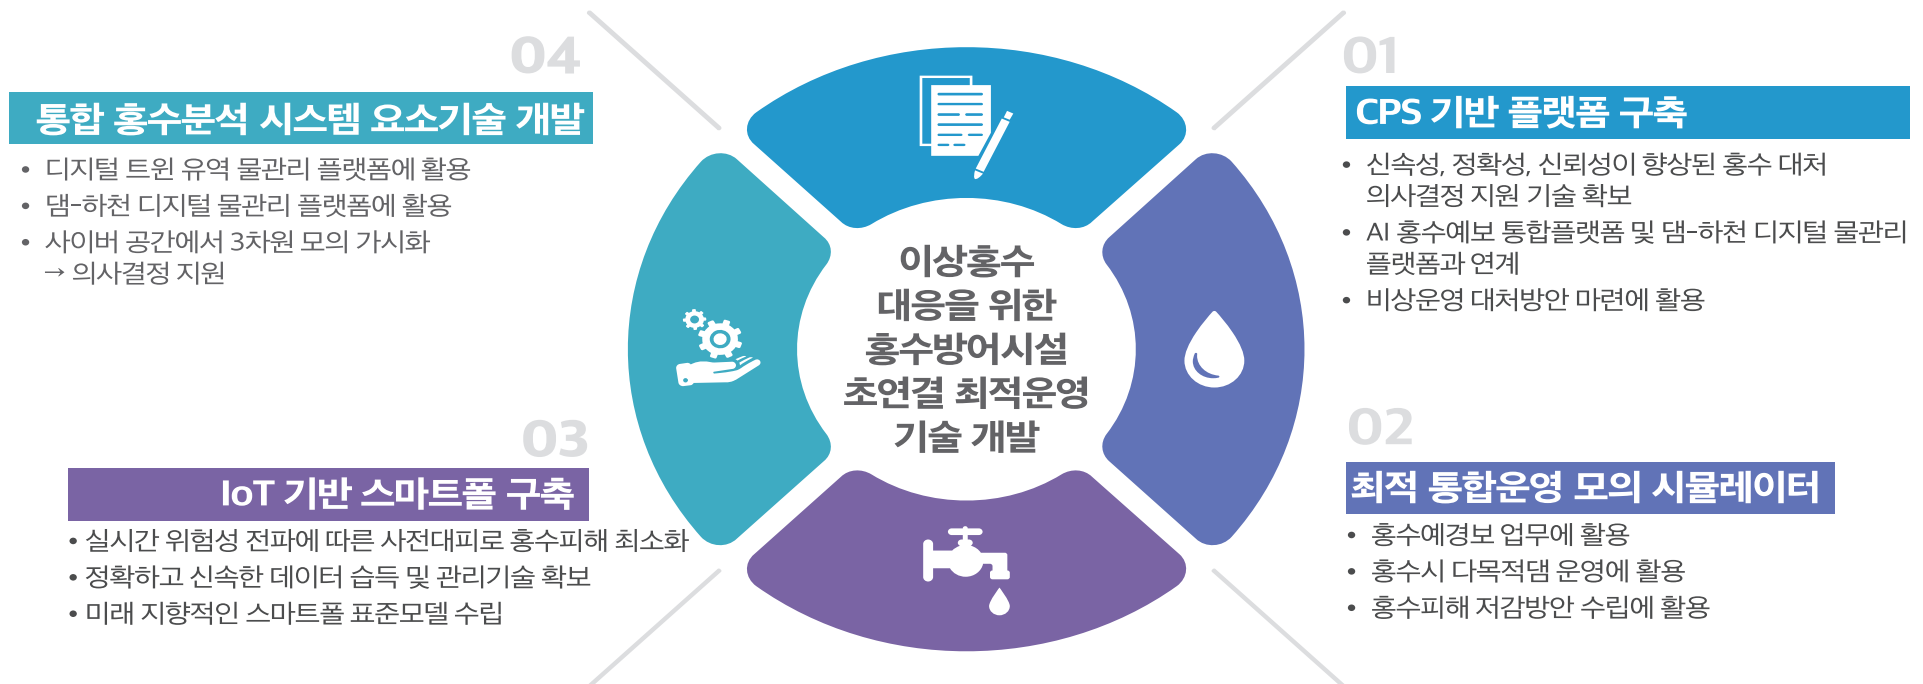 04
통합 홍수분석 시스템 요소기술 개발
• 디지털 트윈 유역 물관리 플랫폼에 활용
• 댐-하천 디지털 물관리 플랫폼에 활용
• 사이버 공간에서 3차원 모의 가시화
→ 의사결정 지원
01
CPS 기반 플랫폼 구축
• 신속성, 정확성, 신뢰성이 향상된 홍수 대처
의사결정 지원 기술 확보
• AI 홍수예보 통합플랫폼 및 댐-하천 디지털 물관리
플랫폼과 연계
• 비상운영 대처방안 마련에 활용
이상홍수
대응을 위한
홍수방어시설
초연결 최적운영
기술 개발
03
IoT 기반 스마트폴 구축
• 실시간 위험성 전파에 따른 사전대피로 홍수피해 최소화
• 정확하고 신속한 데이터 습득 및 관리기술 확보
• 미래 지향적인 스마트폴 표준모델 수립
02
최적 통합운영 모의 시뮬레이터
• 홍수예경보 업무에 활용
• 홍수시 다목적댐 운영에 활용
• 홍수피해 저감방안 수립에 활용